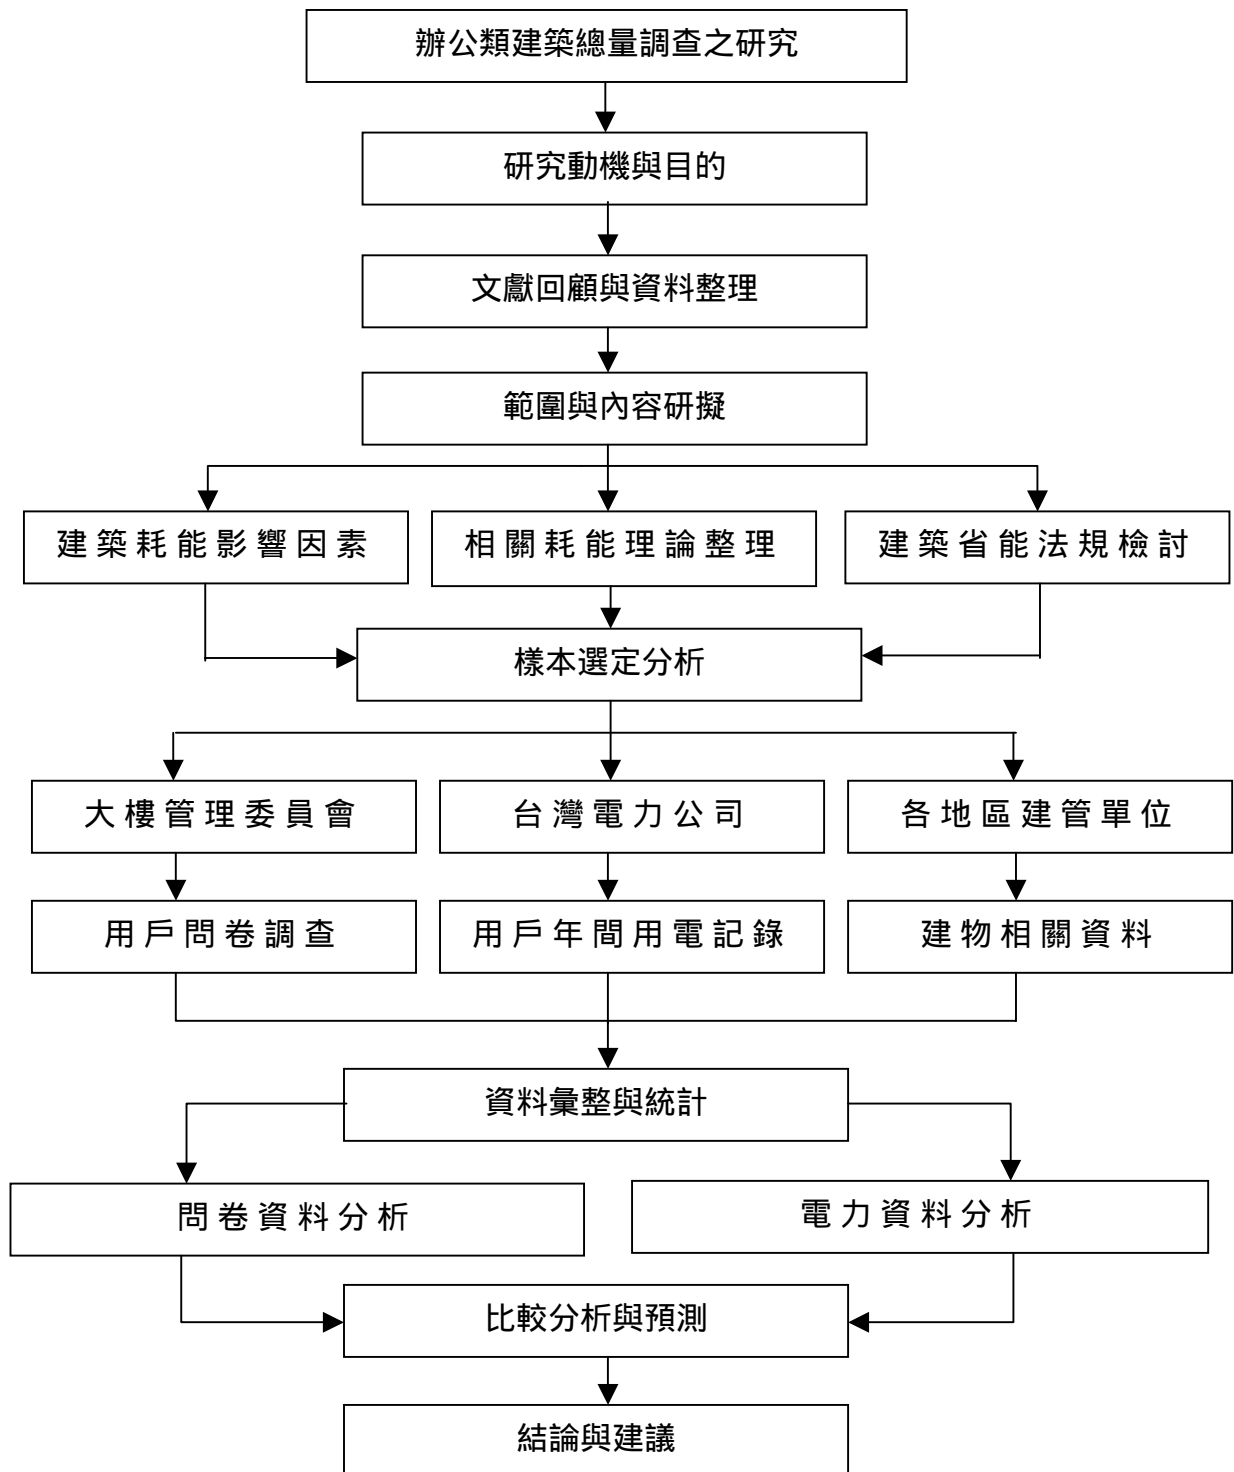 辦公類建築總量調查之研究
研究動機與目的
文獻回顧與資料整理
範圍與內容研擬
建築耗能影響因素
相關耗能理論整理
建築省能法規檢討
樣本選定分析
大樓管理委員會
台灣電力公司
各地區建管單位
用戶問卷調查
用戶年間用電記錄
建物相關資料
資料彙整與統計
問卷資料分析
電力資料分析
比較分析與預測
結論與建議